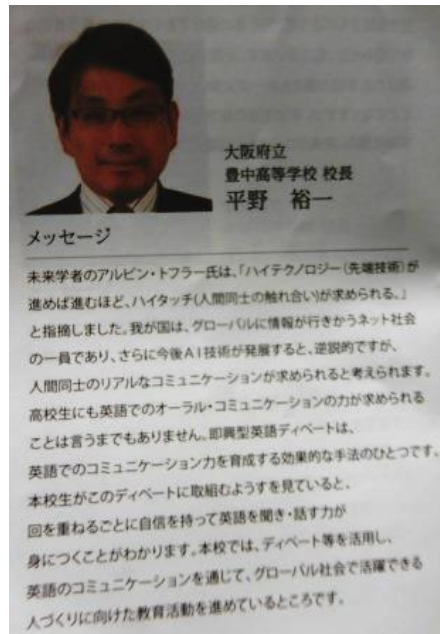 大阪府立
豊中高等学校 校長
平野 裕一
メッセージ
未来学者のアルビン・トフラー氏は、「ハイテクノロジー(先端技術)が
進めば進むほど、ハイタッチ(人間同士の触れ合い)が求められる。」
と指摘しました。我が国は、グローバルに情報が行きかうネット社会
の一員であり、さらに今後AI技術が発展すると、逆説的ですが、
人間同士のリアルなコミュニケーションが求められると考えられます。
高校生にも英語でのオーラル・コミュニケーションの力が求められる
ことは言うまでもありません。即興型英語ディベートは、
英語でのコミュニケーション力を育成する効果的な手法のひとつです。
本校生がこのディベートに取組むようすを見ていると、
回を重ねるごとに自信を持って英語を聞き・話す力が
身につくことがわかります。本校では、ディベート等を活用し、
英語のコミュニケーションを通じて、グローバル社会で活躍できる
人づくりに向けた教育活動を進めているところです。